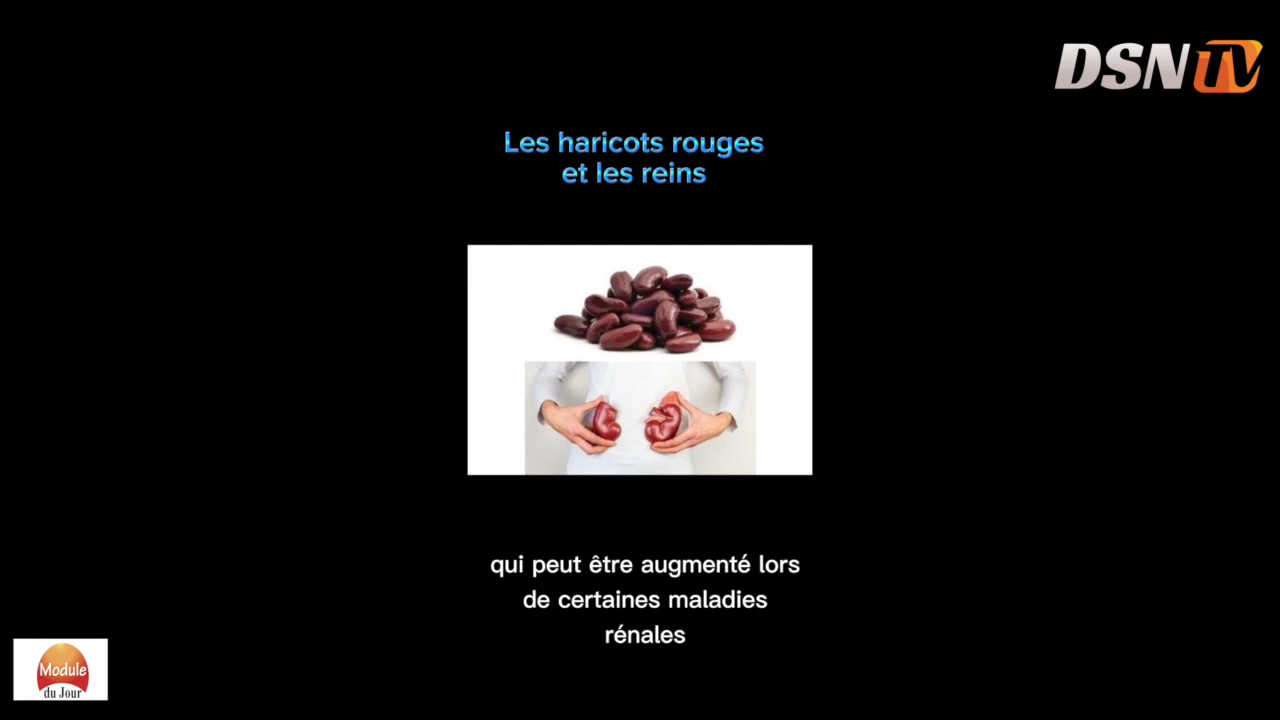 DSNTV
Les haricots rouges
et les reins
qui peut être augmenté lors
de certaines maladies
rénales
Module
du Jour